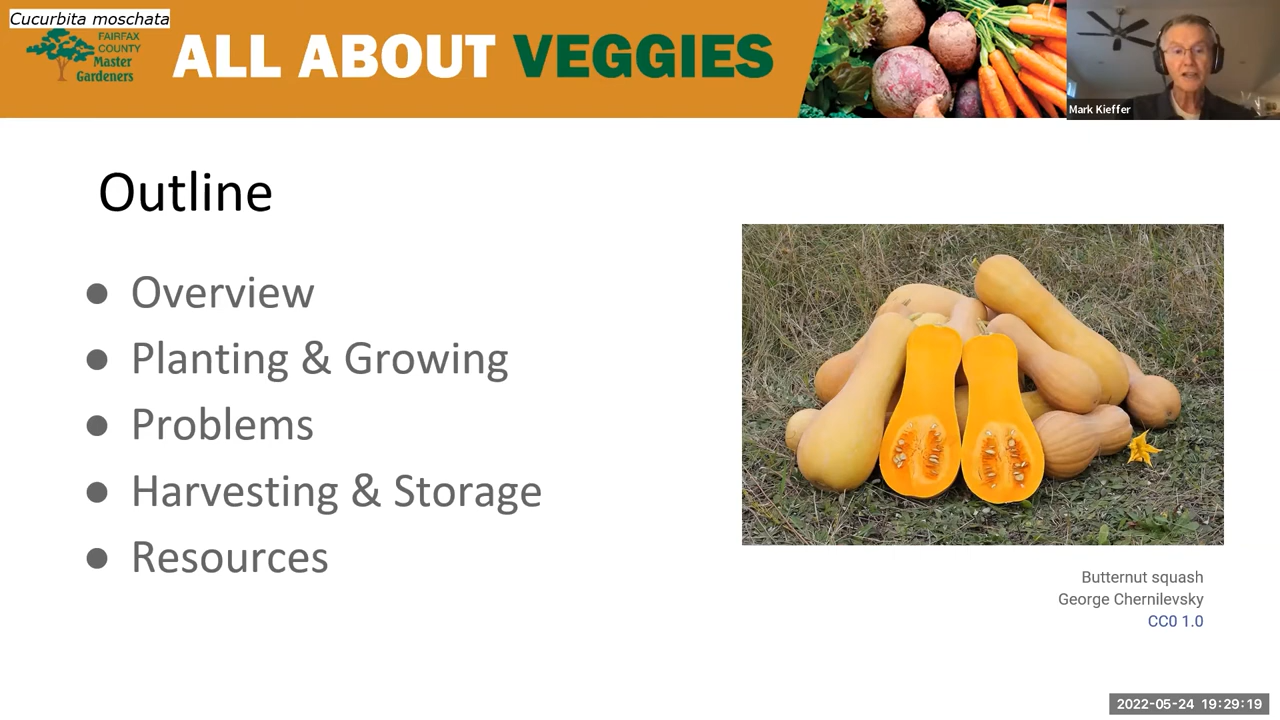 Cucurbita moschata
FAIRFAX
COUNTY
Master
Gardeners
ALL ABOUT VEGGIES
Mark Kieffer
Outline
● Overview
● Planting & Growing
● Problems
● Harvesting & Storage
● Resources
Butternut squash
George Chernilevsky
CC0 1.0
2022-05-24 19:29:19